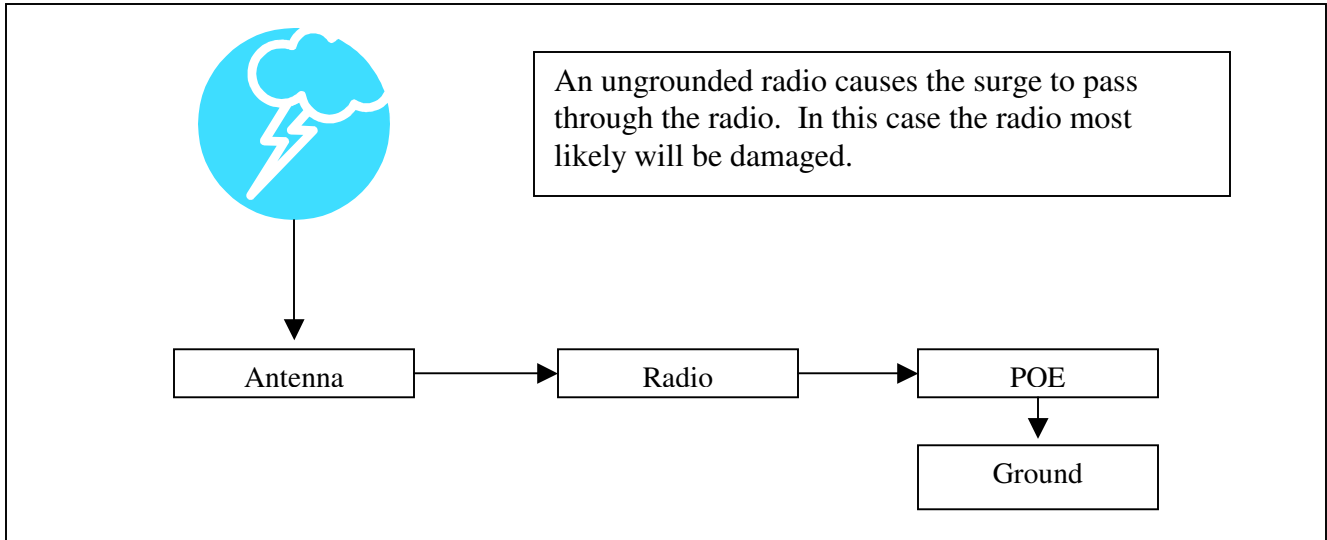 An ungrounded radio causes the surge to pass
through the radio.  In this case the radio most
likely will be damaged.
Antenna
Radio
POE
Ground